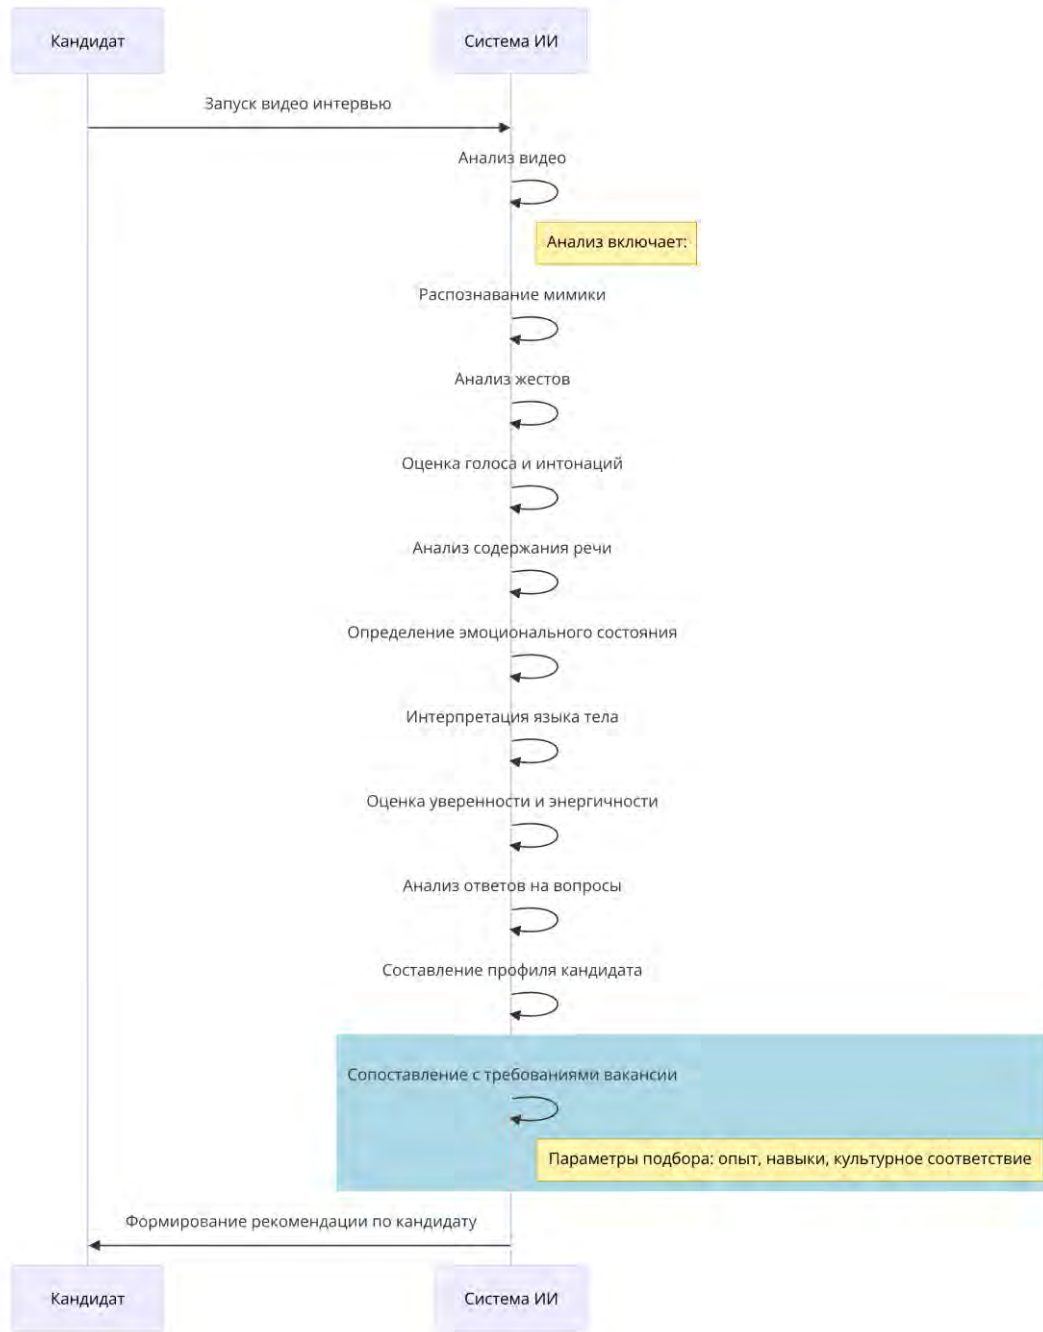 Кандидат
Система ИИ
Запуск видео интервью
Анализ видео
Анализ включает:
Распознавание мимики
Анализ жестов
Оценка голоса и интонаций
Анализ содержания речи
Определение эмоционального состояния
Интерпретация языка тела
Оценка уверенности и энергичности
Анализ ответов на вопросы
Составление профиля кандидата
Сопоставление с требованиями вакансии
Параметры подбора: опыт, навыки, культурное соответствие
Формирование рекомендации по кандидату
Кандидат
Система ИИ